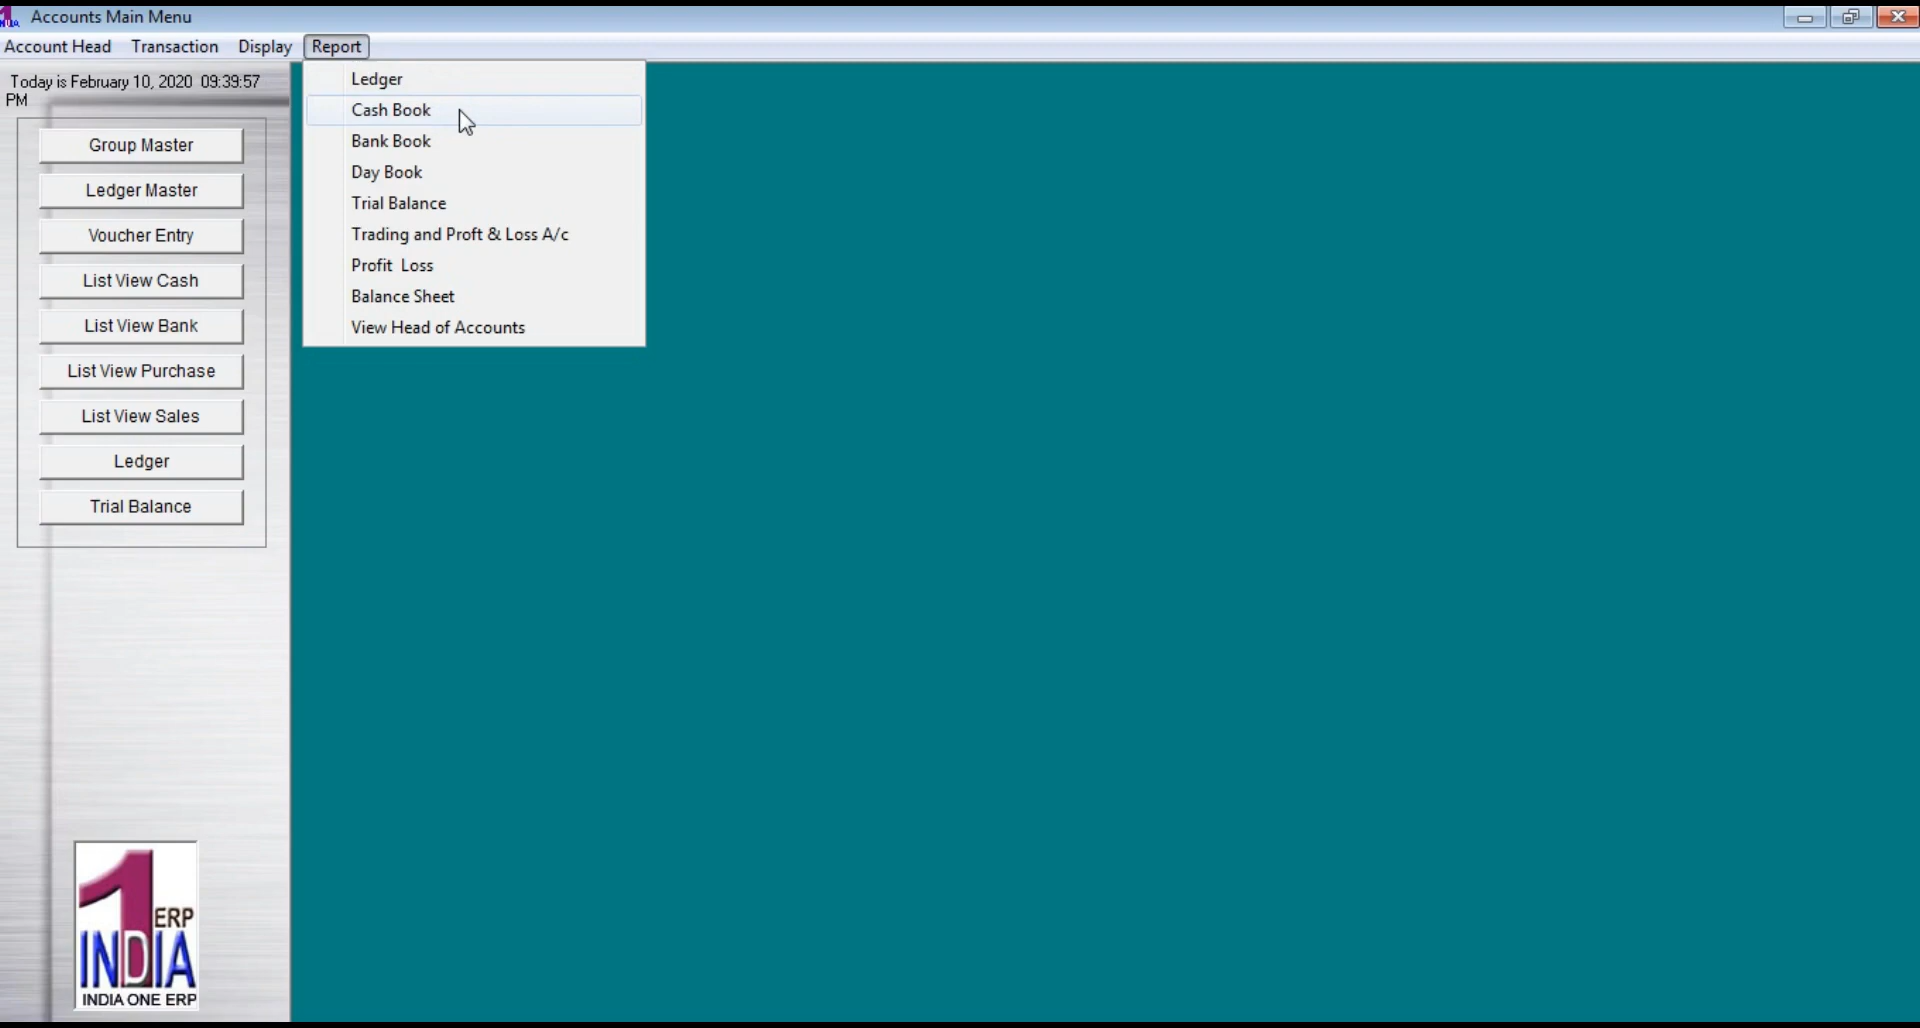 Accounts Main Menu
Account Head Transaction Display Report
Today is February 10, 2020 09:39:57
PM
Group Master
Ledger Master
Voucher Entry
List View Cash
List View Bank
List View Purchase
List View Sales
Ledger
Trial Balance
Ledger
Cash Book
Bank Book
Day Book
Trial Balance
Trading and Proft & Loss A/c
Profit Loss
Balance Sheet
View Head of Accounts
1
ERP
INDIA
INDIA ONE ERP